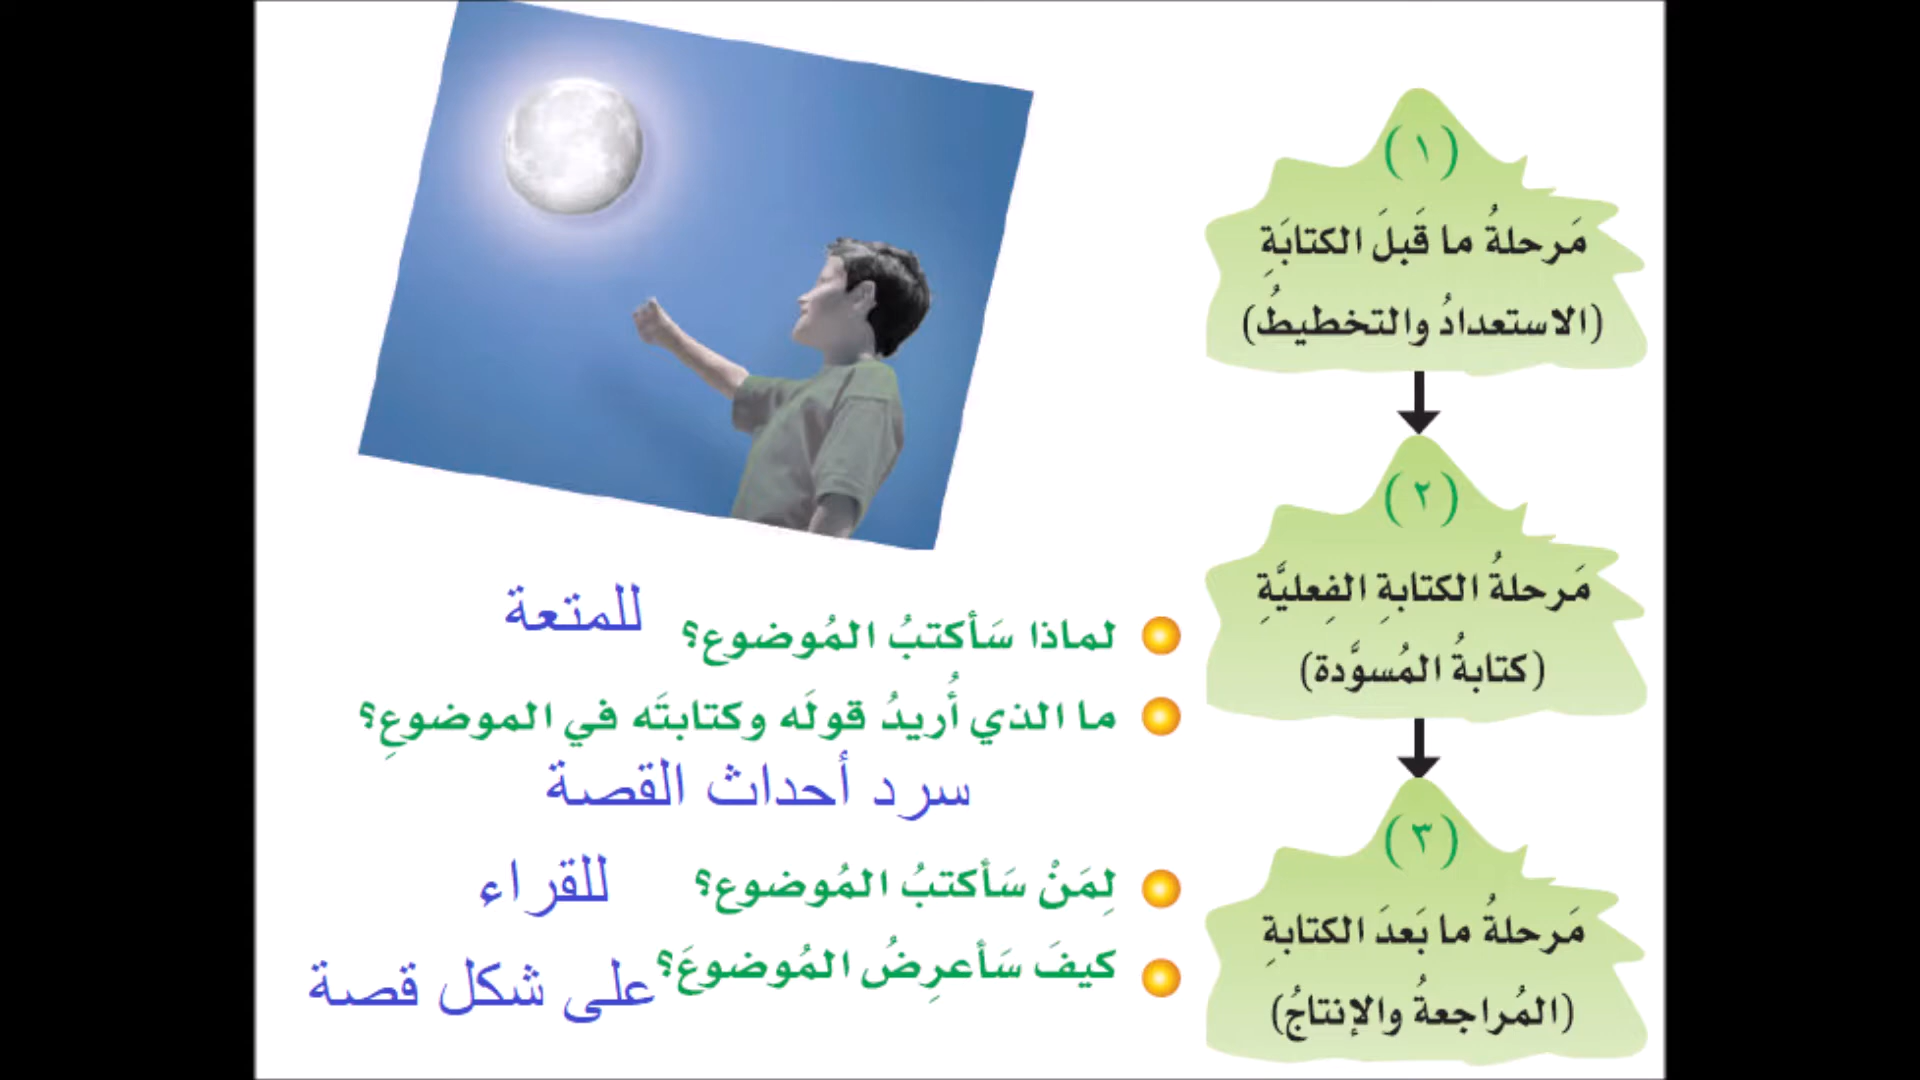 (١)
مَرحلةُ ما قَبلَ الكتابَةِ
(الاستعدادُ والتخطيطُ)
(٢)
مَرحلةُ الكتابةِ الفِعليَّةِ
(كتابةُ المُسوَّدة)
(٣)
مَرحلةُ ما بَعدَ الكتابةِ
(المُراجعةُ والإنتاجُ)
لماذا سَأكتبُ المُوضوع؟ للمتعة
ما الذي أُريدُ قولَه وكتابتَه في الموضوعِ؟
سرد أحداث القصة
لِمَنْ سَأكتبُ المُوضوع؟ للقراء
كيفَ سَأعرِضُ المُوضوعَ؟ على شكل قصة